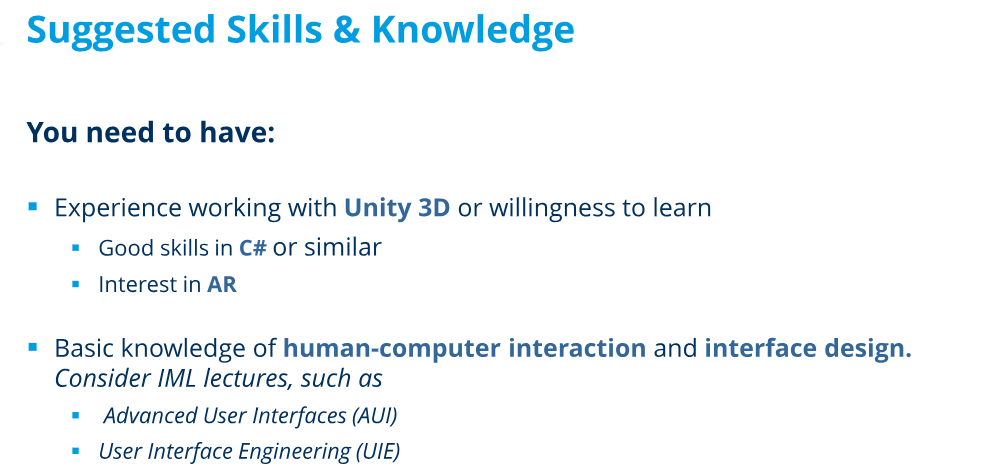 Suggested Skills & Knowledge
You need to have:
Experience working with Unity 3D or willingness to learn
Good skills in C# or similar
Interest in AR
Basic knowledge of human-computer interaction and interface design.
Consider IML lectures, such as
Advanced User Interfaces (AUI)
User Interface Engineering (UIE)